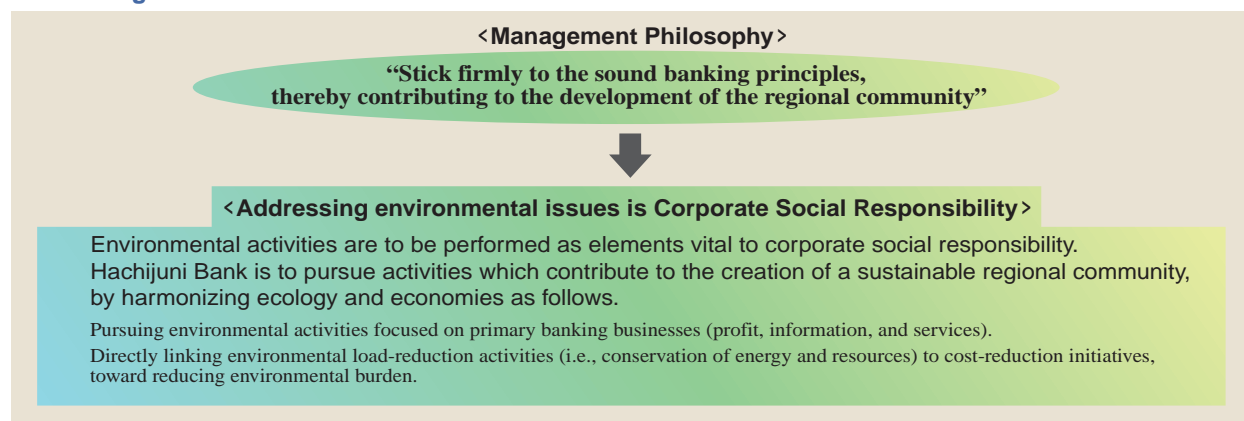 <Management Philosophy>
“Stick firmly to the sound banking principles,
thereby contributing to the development of the regional community”
<Addressing environmental issues is Corporate Social Responsibility>
Environmental activities are to be performed as elements vital to corporate social responsibility.
Hachijuni Bank is to pursue activities which contribute to the creation of a sustainable regional community,
by harmonizing ecology and economies as follows.
Pursuing environmental activities focused on primary banking businesses (profit, information, and services).
Directly linking environmental load-reduction activities (i.e., conservation of energy and resources) to cost-reduction initiatives,
toward reducing environmental burden.